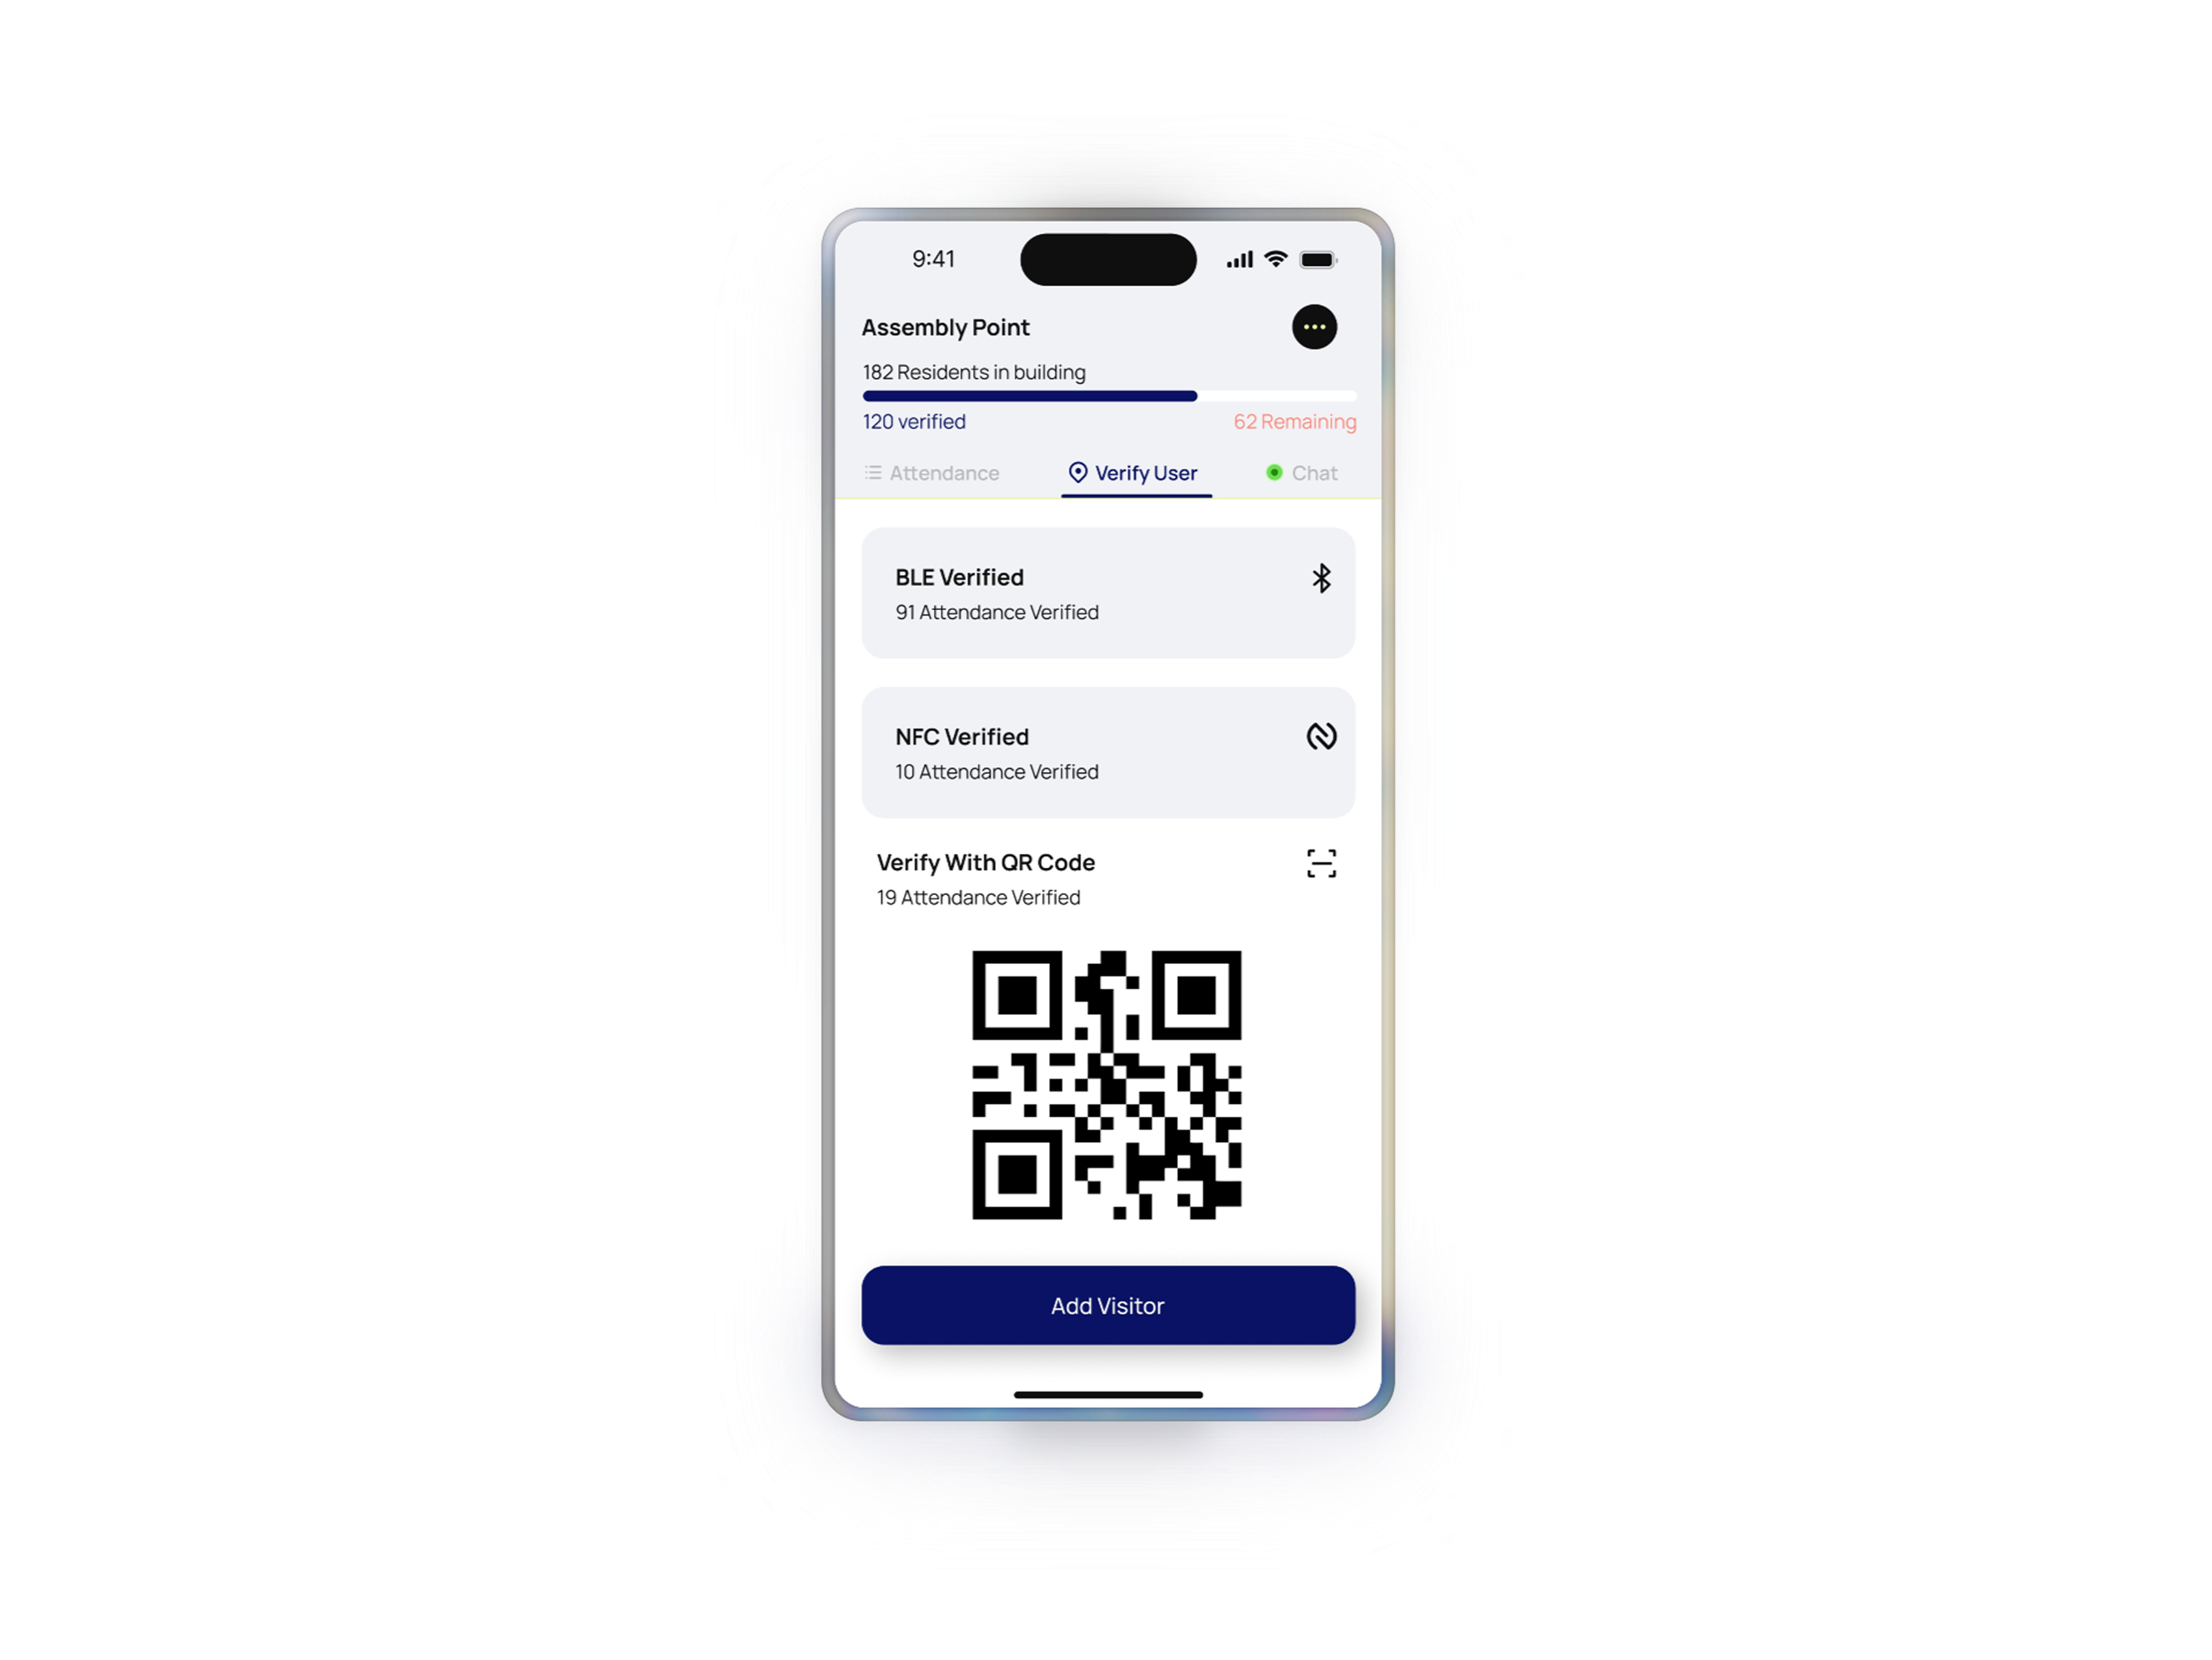 9:41
Assembly Point
182 Residents in building
120 verified
62 Remaining
Attendance
Verify User
Chat
BLE Verified
91 Attendance Verified
NFC Verified
10 Attendance Verified
Verify With QR Code
19 Attendance Verified
Add Visitor